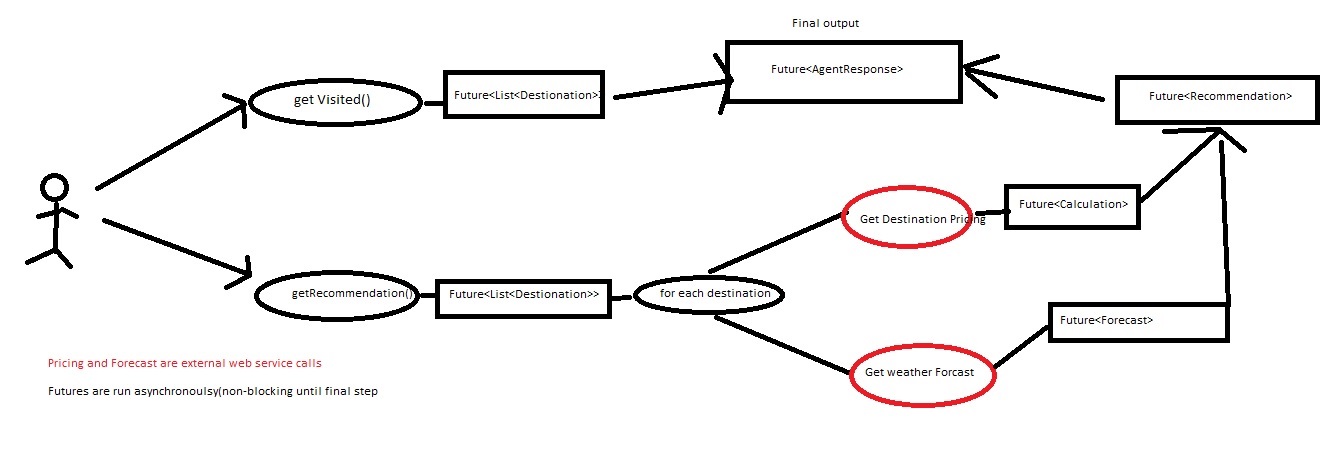 Final output
Future<AgentResponse>
get Visited()
Future<List<Destionation>>
Future<Recommendation>
Get Destination Pricing
Future<Calculation>
getRecommendation()
Future<List<Destionation>>
for each destination
Future<Forecast>
Get weather Forcast
Pricing and Forecast are external web service calls
Futures are run asynchronoulsy(non-blocking until final step